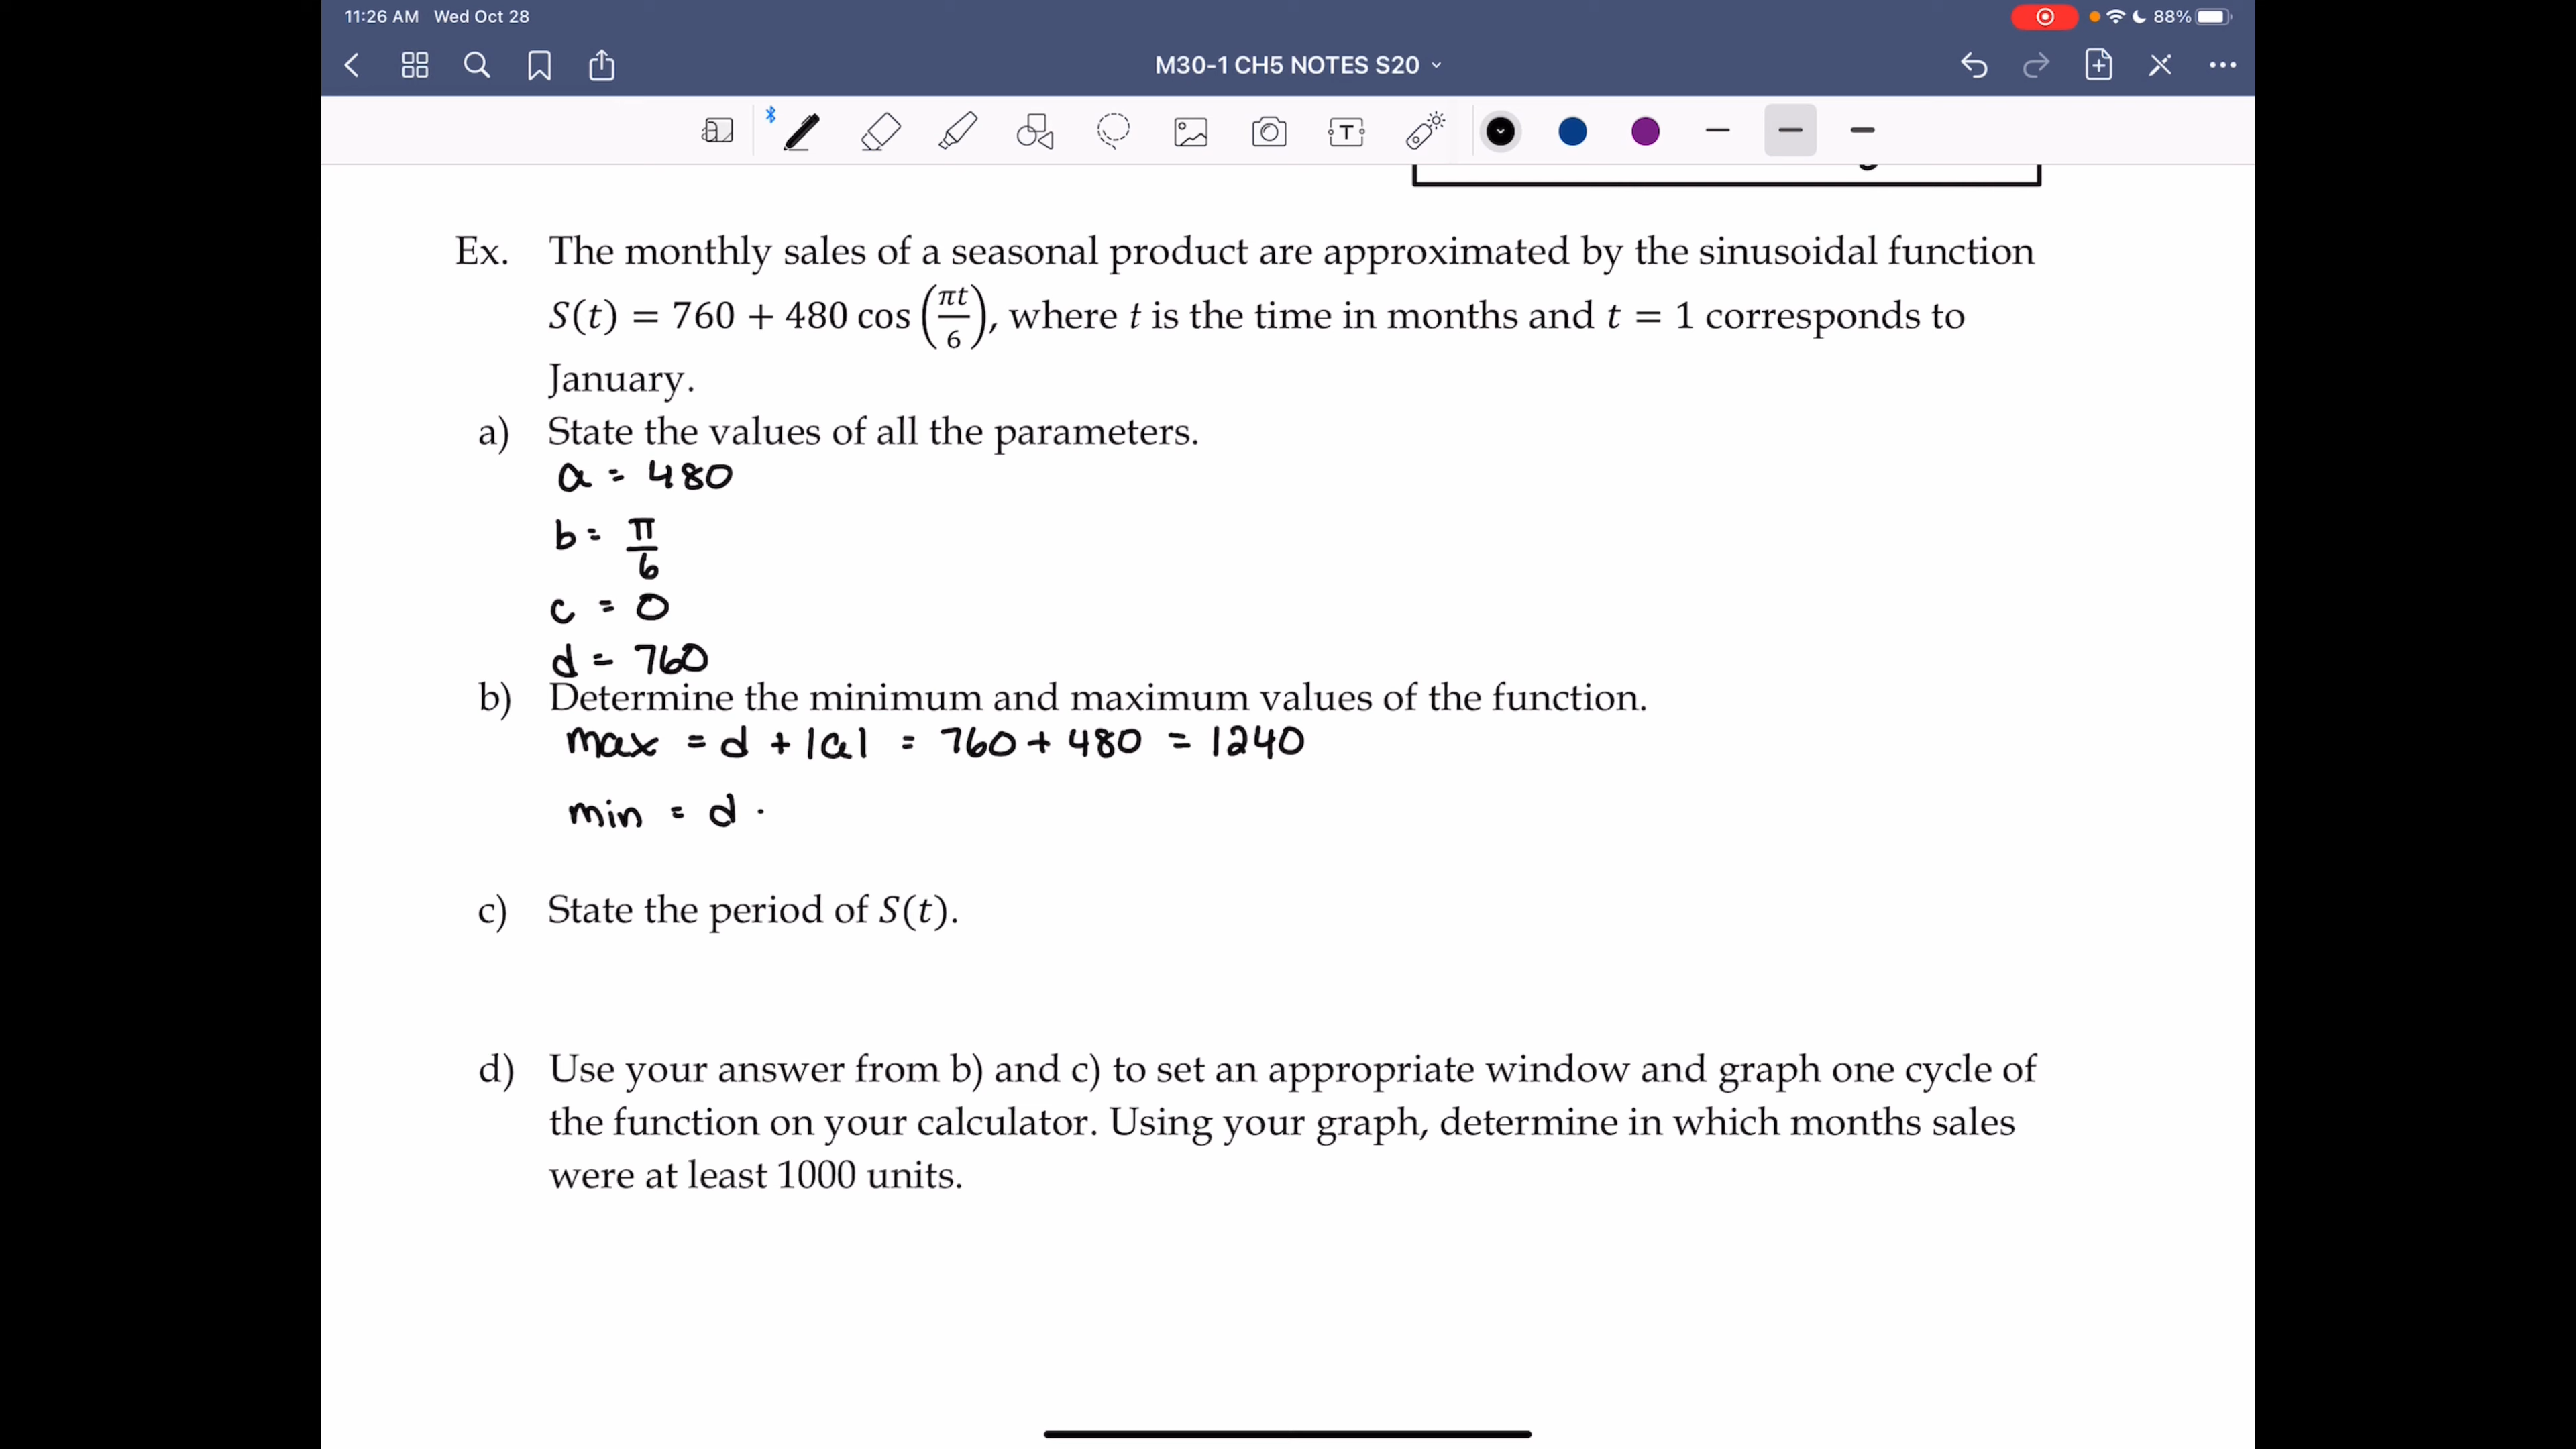 11:26 AM Wed Oct 28
88%
M30-1 CH5 NOTES S20
T
Ex. The monthly sales of a seasonal product are approximated by the sinusoidal function
S(t) = 760 + 480 cos (πt/6), where t is the time in months and t = 1 corresponds to
January.
a) State the values of all the parameters.
a = 480
b = π/6
c = 0
d = 760
b) Determine the minimum and maximum values of the function.
max = d + |a| = 760 + 480 = 1240
min = d ·
c) State the period of S(t).
d) Use your answer from b) and c) to set an appropriate window and graph one cycle of
the function on your calculator. Using your graph, determine in which months sales
were at least 1000 units.